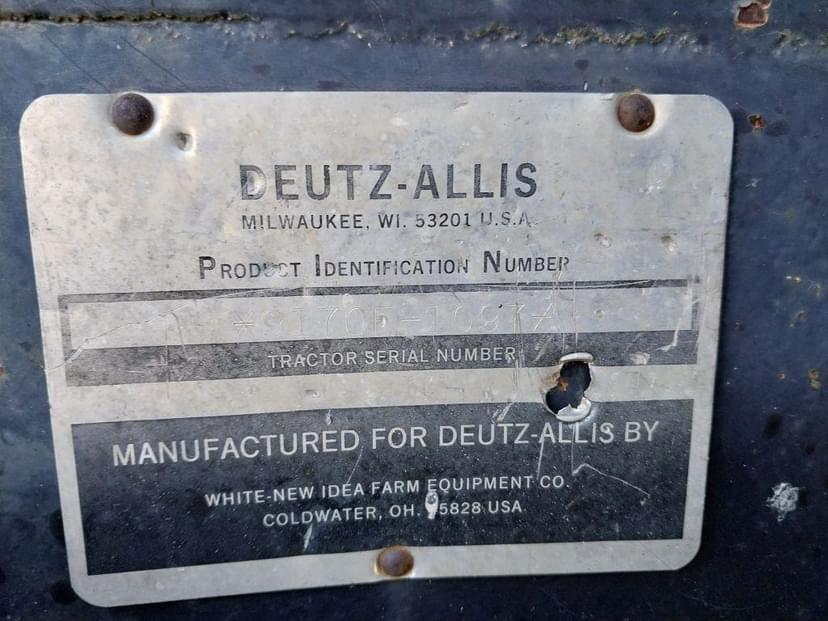 DEUTZ-ALLIS
MILWAUKEE, WI. 53201 U.S.A.
PRODUCT IDENTIFICATION NUMBER
TRACTOR SERIAL NUMBER
MANUFACTURED FOR DEUTZ-ALLIS BY
WHITE-NEW IDEA FARM EQUIPMENT CO.
COLDWATER, OH. 5828 USA